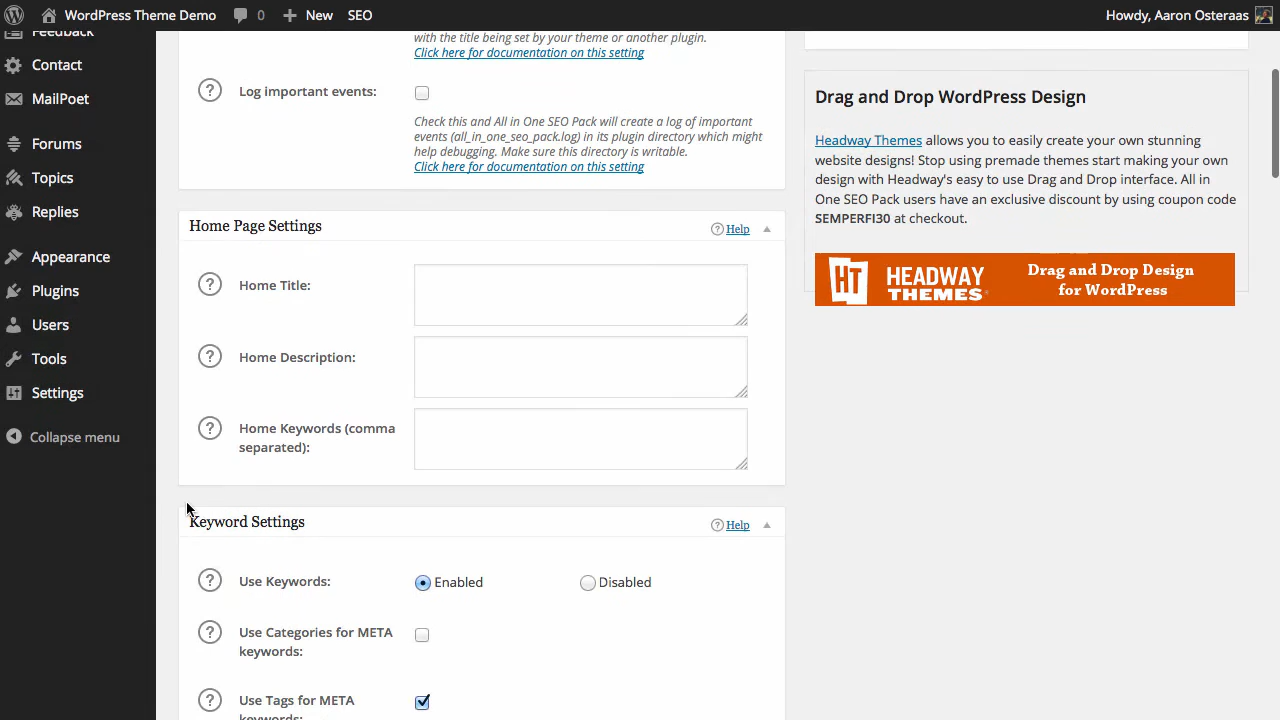 WordPress Theme Demo
0
New
SEO
Howdy, Aaron Osteraas
Feedback
Contact
MailPoet
Forums
Topics
Replies
Appearance
Plugins
Users
Tools
Settings
Collapse menu
with the title being set by your theme or another plugin.
Click here for documentation on this setting
? Log important events:
Check this and All in One SEO Pack will create a log of important
events (all_in_one_seo_pack.log) in its plugin directory which might
help debugging. Make sure this directory is writable.
Click here for documentation on this setting
Home Page Settings
? Help
? Home Title:
? Home Description:
? Home Keywords (comma
separated):
Keyword Settings
? Help
? Use Keywords:
Enabled
Disabled
? Use Categories for META
keywords:
? Use Tags for META
keywords:
Drag and Drop WordPress Design
Headway Themes allows you to easily create your own stunning
website designs! Stop using premade themes start making your own
design with Headway's easy to use Drag and Drop interface. All in
One SEO Pack users have an exclusive discount by using coupon code
SEMPERFI30 at checkout.
HT
HEADWAY
THEMES
Drag and Drop Design
for WordPress